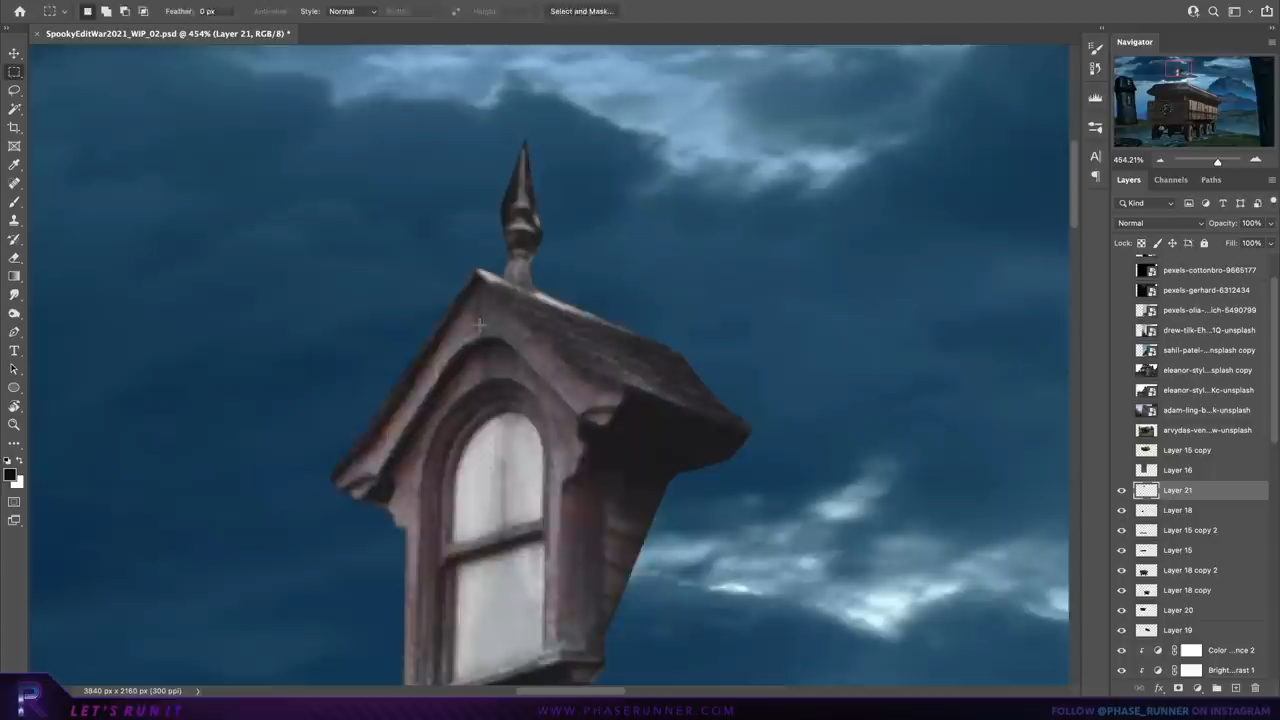 Feather: 0 px Anti-alias Style: Normal Width: Height: Select and Mask...
× SpookyEditWar2021_WIP_02.psd @ 454% (Layer 21, RGB/8) *
Navigator
454.21%
Layers Channels Paths
Kind
Normal Opacity: 100%
Lock: Fill: 100%
pexels-cottonbro-9665177
pexels-gerhard-6312434
pexels-olia-...ich-5490799
drew-tilk-Eh...1Q-unsplash
sahil-patel-...nsplash copy
eleanor-styl...splash copy
eleanor-styl...Kc-unsplash
adam-ling-b...k-unsplash
arvydas-ven...w-unsplash
Layer 15 copy
Layer 16
Layer 21
Layer 18
Layer 15 copy 2
Layer 15
Layer 18 copy 2
Layer 18 copy
Layer 20
Layer 19
Color ...nce 2
Bright...rast 1
3840 px x 2160 px (300 ppi)
LET'S RUN IT
WWW.PHASERUNNER.COM
FOLLOW @PHASE_RUNNER ON INSTAGRAM